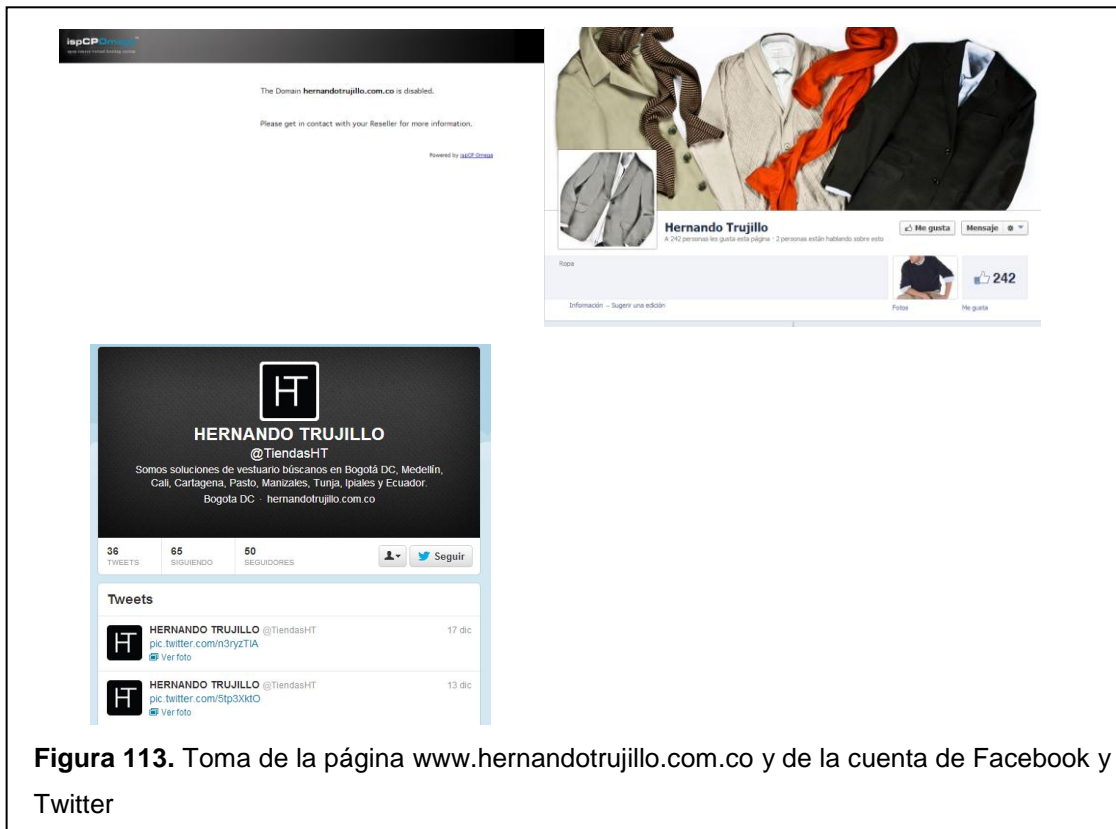 ispCP Omega
The Domain hernandotrujillo.com.co is disabled.
Please get in contact with your Reseller for more information.
Powered by ispCP Omega
Hernando Trujillo
A 242 personas les gusta esta página · 2 personas están hablando sobre esto
Me gusta
Mensaje
Ropa
242
Información – Sugerir una edición
Fotos
Me gusta
HT
HERNANDO TRUJILLO
@TiendasHT
Somos soluciones de vestuario búscanos en Bogotá DC, Medellín,
Cali, Cartagena, Pasto, Manizales, Tunja, Ipiales y Ecuador.
Bogota DC · hernandotrujillo.com.co
36 65 50
TWEETS SIGUIENDO SEGUIDORES
Seguir
Tweets
HT
HERNANDO TRUJILLO @TiendasHT 17 dic
pic.twitter.com/n3ryzTlA
Ver foto
HT
HERNANDO TRUJILLO @TiendasHT 13 dic
pic.twitter.com/5tp3XktO
Ver foto
Figura 113. Toma de la página www.hernandotrujillo.com.co y de la cuenta de Facebook y
Twitter